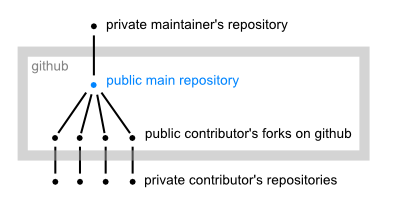 private maintainer's repository
github
public main repository
public contributor's forks on github
private contributor's repositories